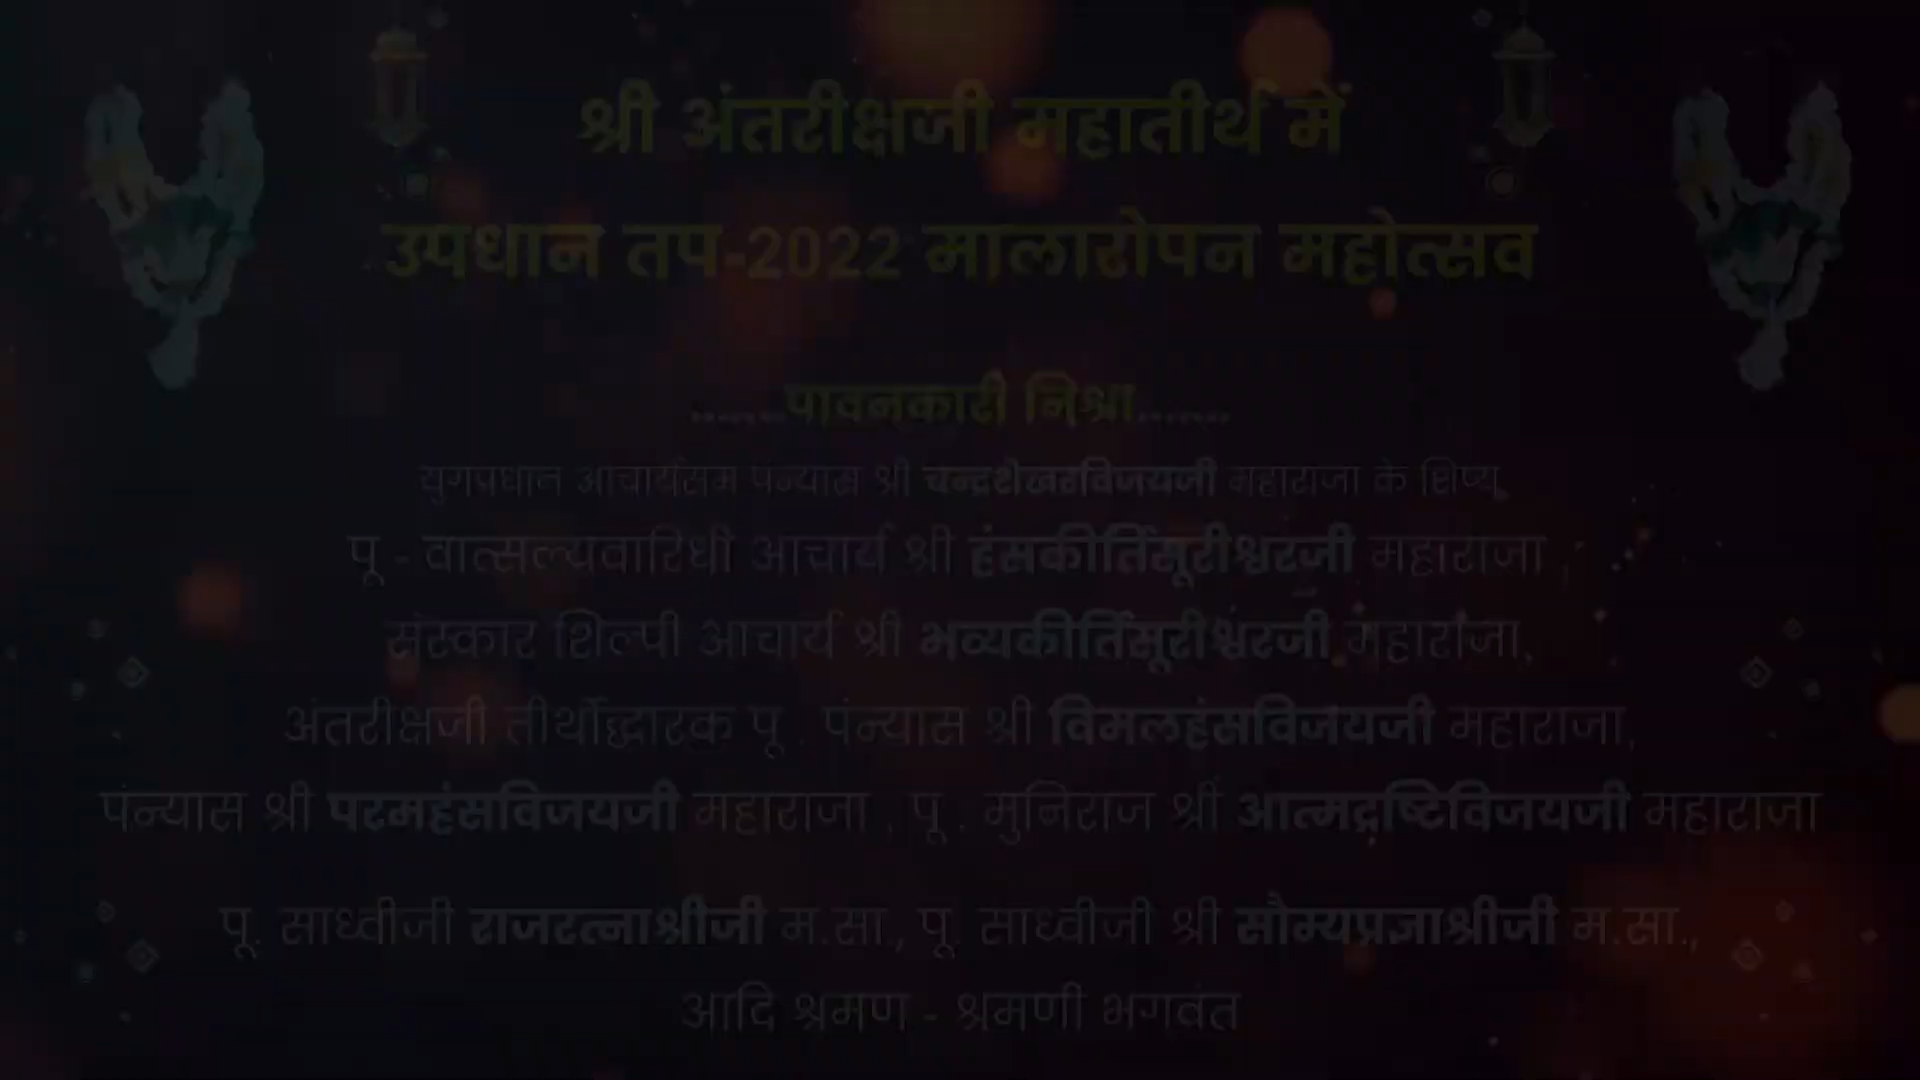 श्री अंतरीक्षजी महातीर्थ में
उपधान तप-2022 मालारोपन महोत्सव
........पावनकारी निश्रा........
युगप्रधान आचार्यसम पंन्यास श्री चन्द्रशेखरविजयजी महाराजा के शिष्य
पू - वात्सल्यवारिधी आचार्य श्री हंसकीर्तिसूरीश्वरजी महाराजा ,
संस्कार शिल्पी आचार्य श्री भव्यकीर्तिसूरीश्वरजी महाराजा,
अंतरीक्षजी तीर्थोद्धारक पू . पंन्यास श्री विमलहंसविजयजी महाराजा,
पंन्यास श्री परमहंसविजयजी महाराजा , पू . मुनिराज श्री आत्मद्रष्टिविजयजी महाराजा
पू. साध्वीजी राजरत्नाश्रीजी म.सा., पू. साध्वीजी श्री सौम्यप्रज्ञाश्रीजी म.सा.,
आदि श्रमण - श्रमणी भगवंत